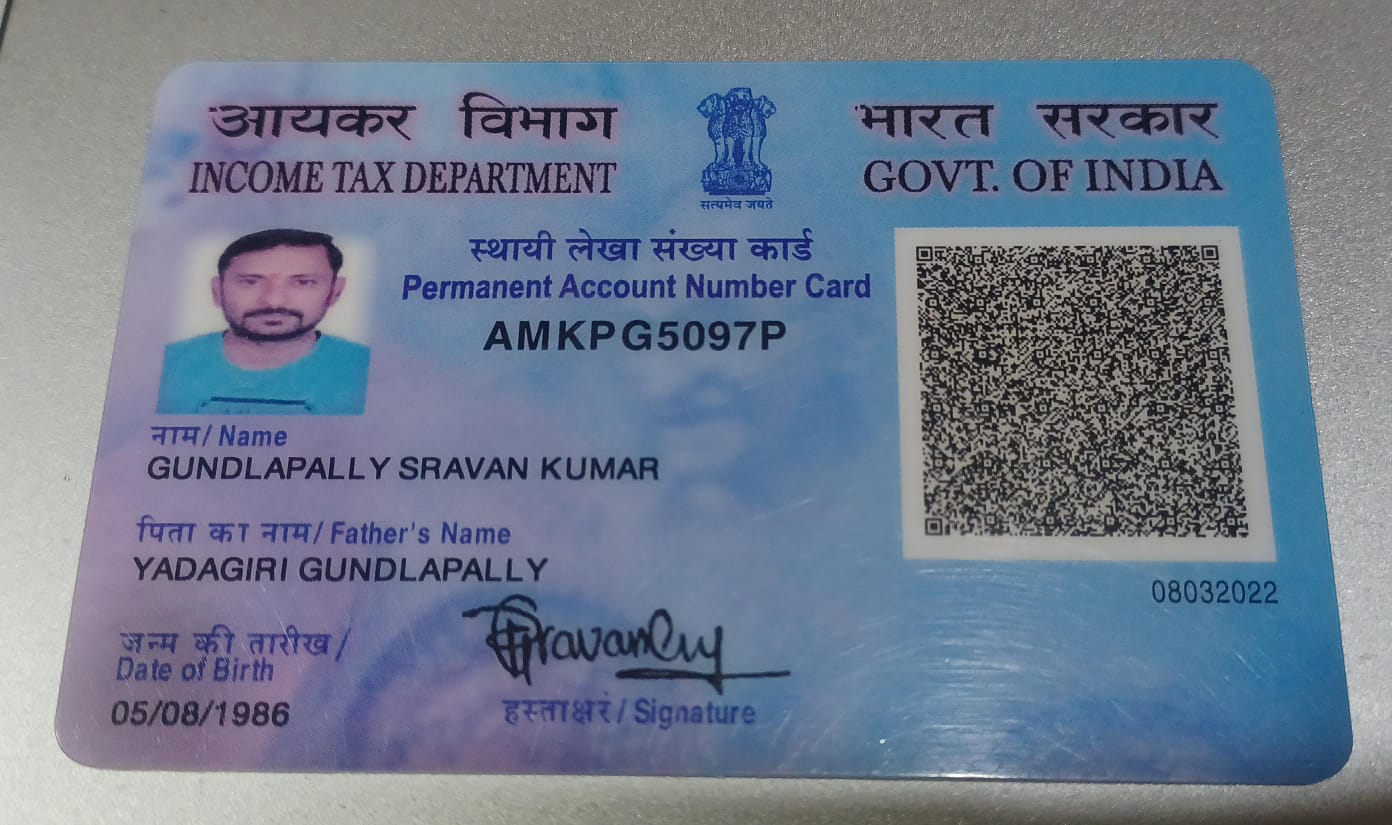 आयकर विभाग
INCOME TAX DEPARTMENT
सत्यमेव जयते
भारत सरकार
GOVT. OF INDIA
स्थायी लेखा संख्या कार्ड
Permanent Account Number Card
AMKPG5097P
नाम/ Name
GUNDLAPALLY SRAVAN KUMAR
पिता का नाम/ Father's Name
YADAGIRI GUNDLAPALLY
08032022
जन्म की तारीख/
Date of Birth
05/08/1986
हस्ताक्षर/ Signature